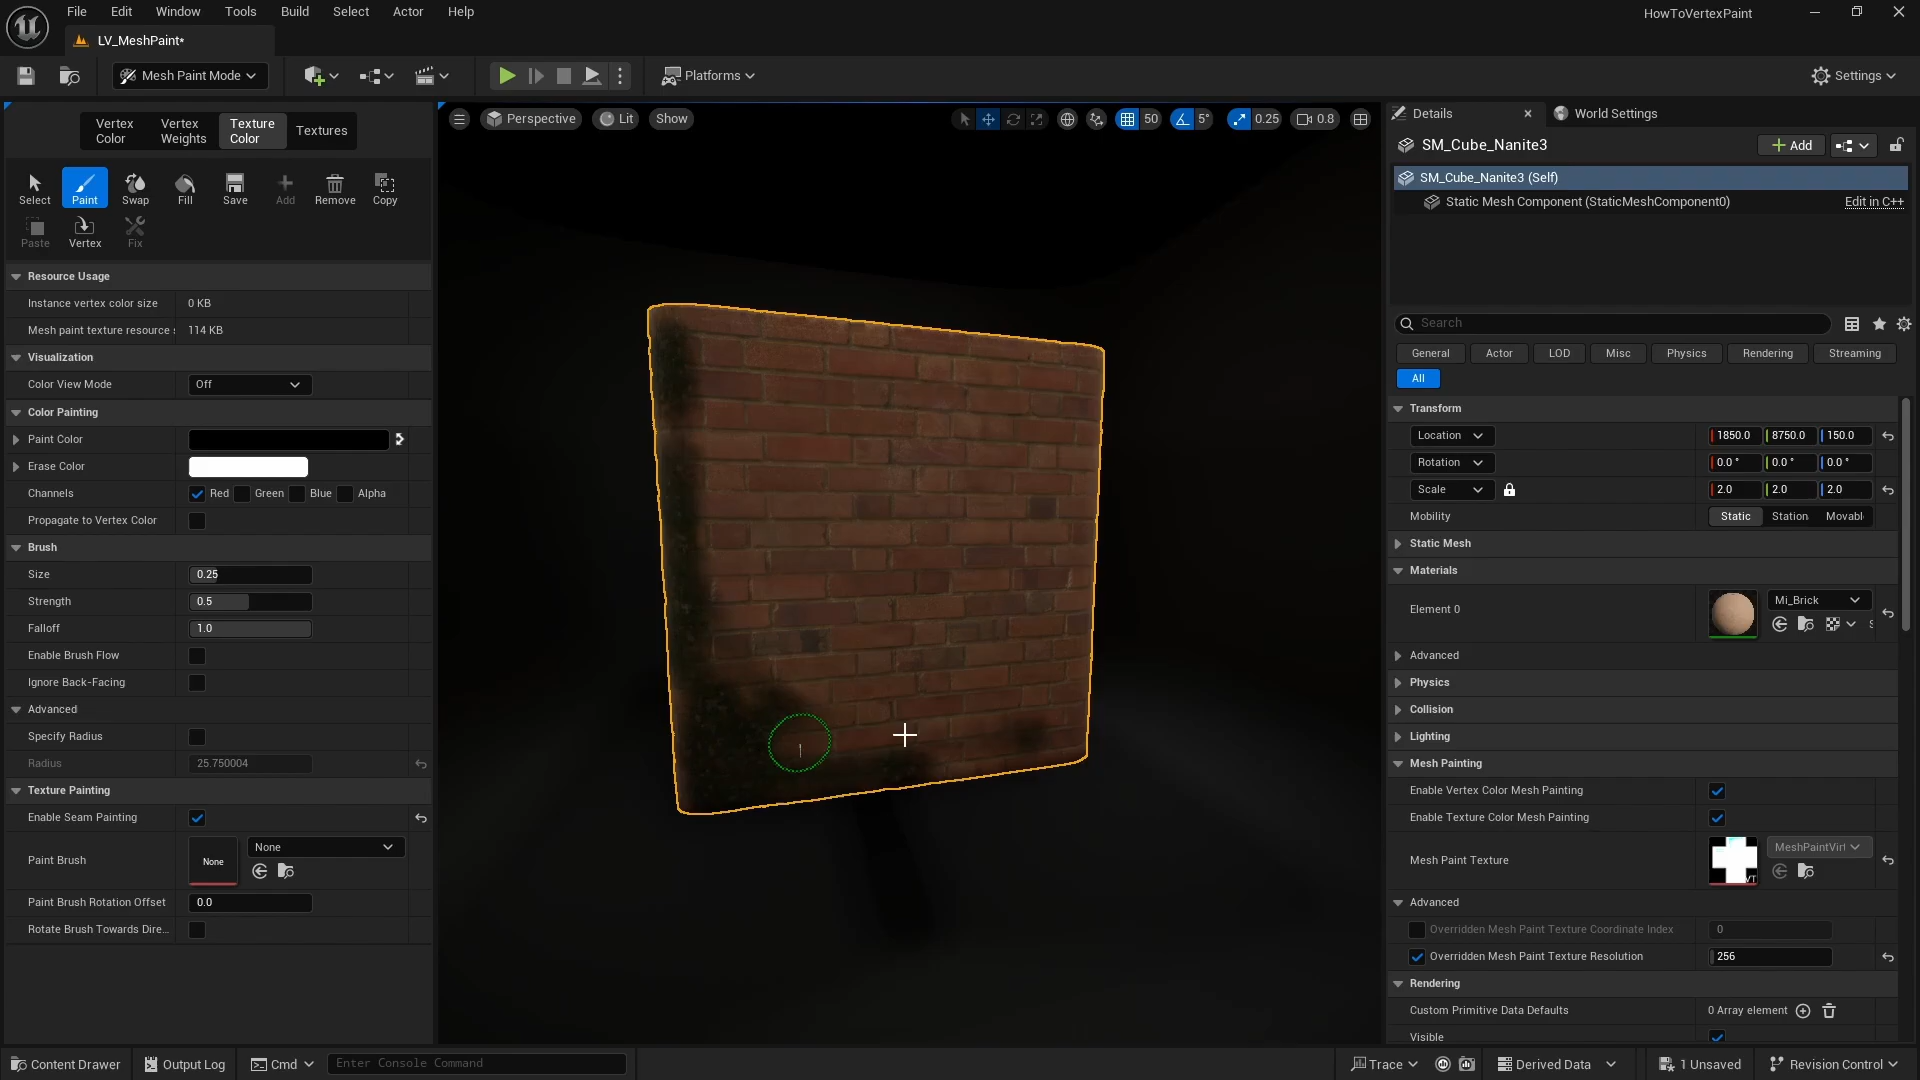 File Edit Window Tools Build Select Actor Help
HowToVertexPaint
LV_MeshPaint*
Mesh Paint Mode
Platforms
Settings
Vertex Color
Vertex Weights
Texture Color
Textures
Select Paint Swap Fill Save Add Remove Copy
Paste Vertex Fix
Resource Usage
Instance vertex color size 0 KB
Mesh paint texture resource s 114 KB
Visualization
Color View Mode Off
Color Painting
Paint Color
Erase Color
Channels Red Green Blue Alpha
Propagate to Vertex Color
Brush
Size 0.25
Strength 0.5
Falloff 1.0
Enable Brush Flow
Ignore Back-Facing
Advanced
Specify Radius
Radius 25.750004
Texture Painting
Enable Seam Painting
Paint Brush None None
Paint Brush Rotation Offset 0.0
Rotate Brush Towards Dire...
Perspective Lit Show
50 5° 0.25 0.8
Details World Settings
SM_Cube_Nanite3 Add
SM_Cube_Nanite3 (Self)
Static Mesh Component (StaticMeshComponent0) Edit in C++
Search
General Actor LOD Misc Physics Rendering Streaming
All
Transform
Location 1850.0 8750.0 150.0
Rotation 0.0 ° 0.0 ° 0.0 °
Scale 2.0 2.0 2.0
Mobility Static Station Movabl
Static Mesh
Materials
Element 0 Mi_Brick
Advanced
Physics
Collision
Lighting
Mesh Painting
Enable Vertex Color Mesh Painting
Enable Texture Color Mesh Painting
Mesh Paint Texture VT MeshPaintVirt
Advanced
Overridden Mesh Paint Texture Coordinate Index 0
Overridden Mesh Paint Texture Resolution 256
Rendering
Custom Primitive Data Defaults 0 Array element
Visible
Content Drawer Output Log Cmd Enter Console Command
Trace Derived Data 1 Unsaved Revision Control